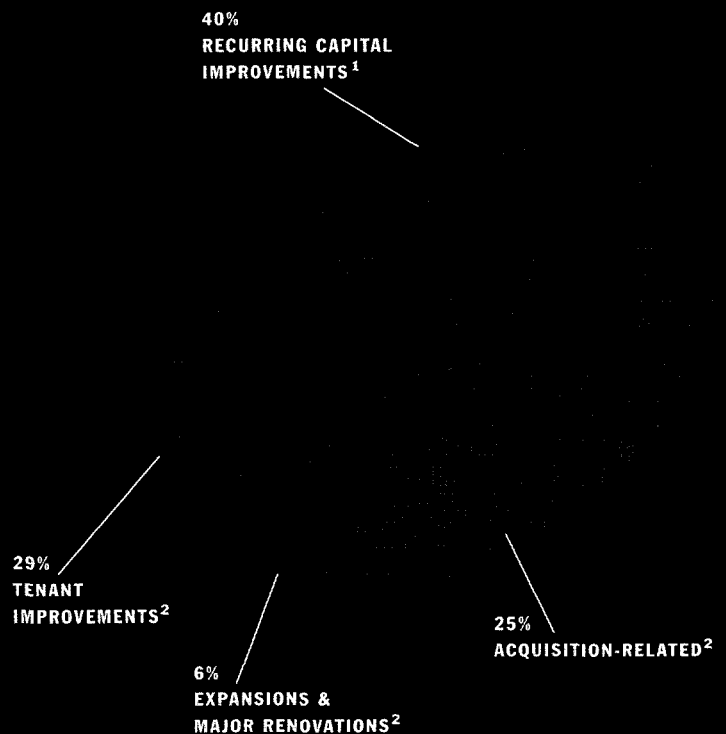 40%
RECURRING CAPITAL
IMPROVEMENTS¹
29%
TENANT
IMPROVEMENTS²
25%
ACQUISITION-RELATED²
6%
EXPANSIONS &
MAJOR RENOVATIONS²